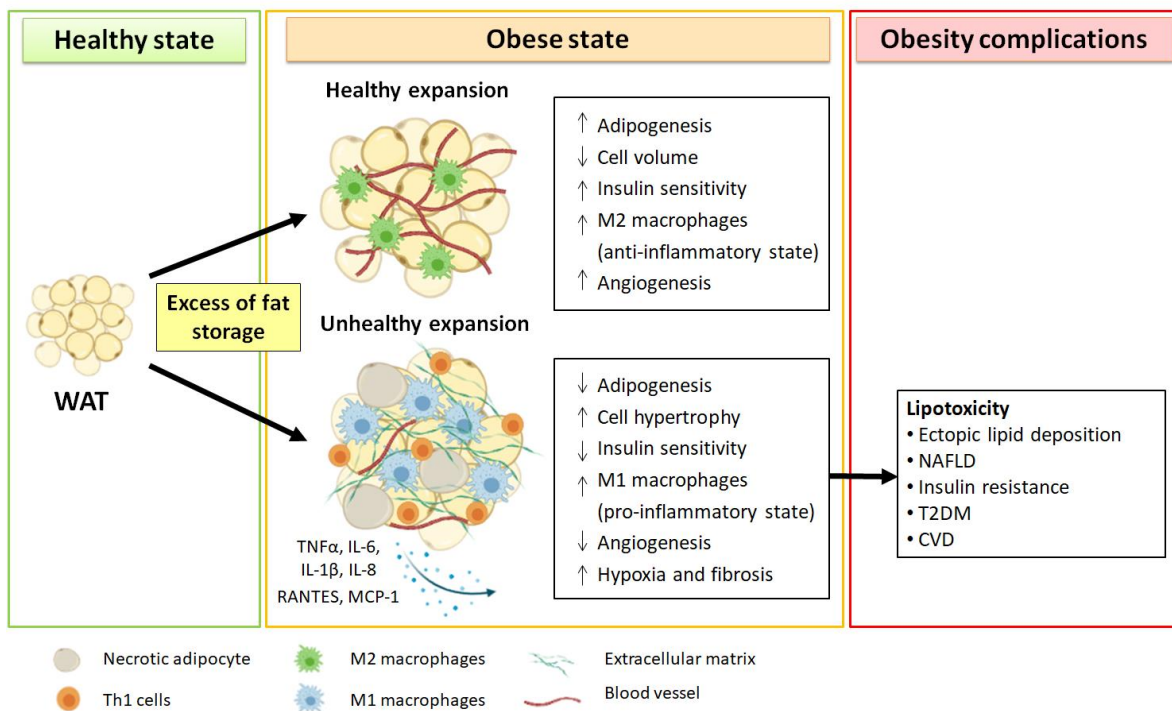 Healthy state
Obese state
Obesity complications
Healthy expansion
↑ Adipogenesis
↓ Cell volume
↑ Insulin sensitivity
↑ M2 macrophages
(anti-inflammatory state)
↑ Angiogenesis
WAT
Excess of fat
storage
Unhealthy expansion
TNFα, IL-6,
IL-1β, IL-8
RANTES, MCP-1
↓ Adipogenesis
↑ Cell hypertrophy
↓ Insulin sensitivity
↑ M1 macrophages
(pro-inflammatory state)
↓ Angiogenesis
↑ Hypoxia and fibrosis
Lipotoxicity
• Ectopic lipid deposition
• NAFLD
• Insulin resistance
• T2DM
• CVD
Necrotic adipocyte
M2 macrophages
Extracellular matrix
Th1 cells
M1 macrophages
Blood vessel